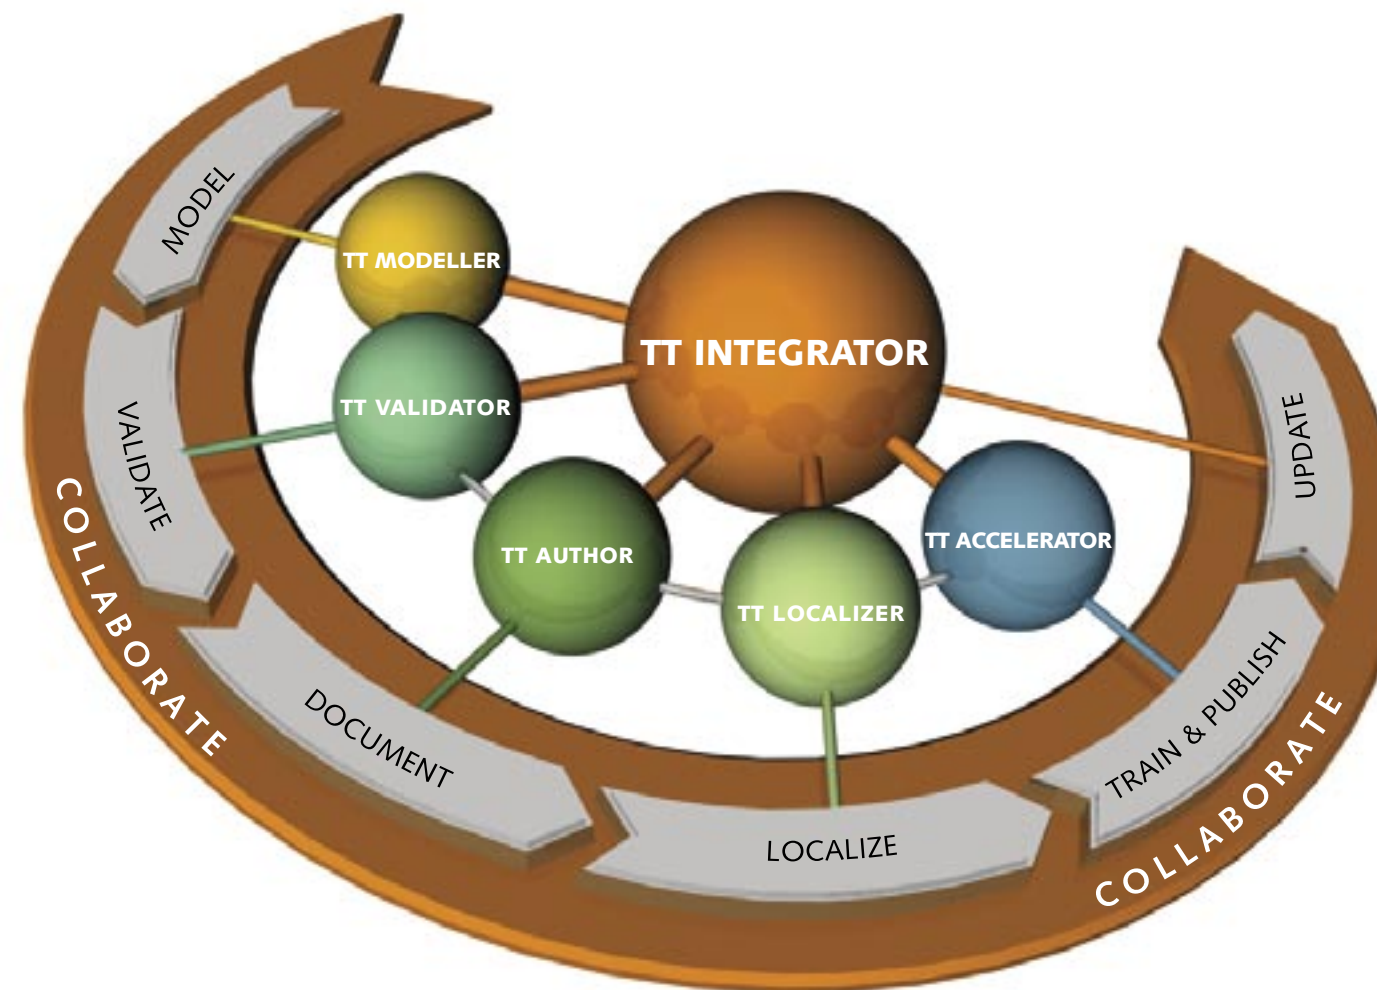 MODEL
TT MODELLER
TT INTEGRATOR
TT VALIDATOR
VALIDATE
UPDATE
COLLABORATE
TT AUTHOR
TT ACCELERATOR
TT LOCALIZER
DOCUMENT
TRAIN & PUBLISH
LOCALIZE
COLLABORATE